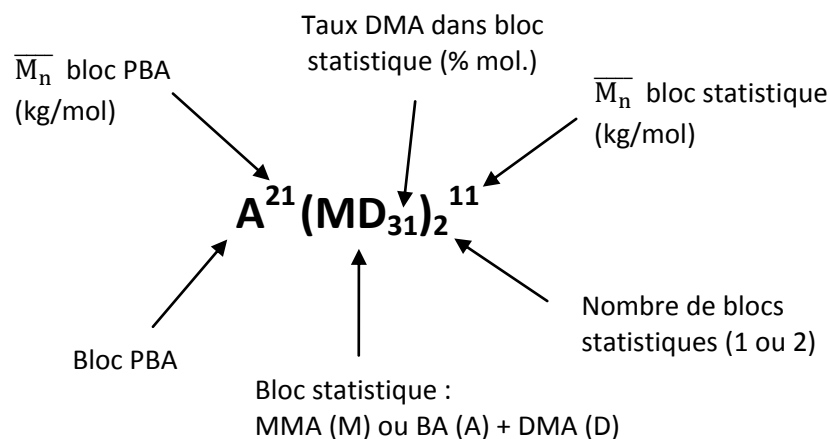 Taux DMA dans bloc
statistique (% mol.)
M̅n̅ bloc PBA
(kg/mol)
M̅n̅ bloc statistique
(kg/mol)
A²¹(MD₃₁)₂¹¹
Nombre de blocs
statistiques (1 ou 2)
Bloc PBA
Bloc statistique :
MMA (M) ou BA (A) + DMA (D)